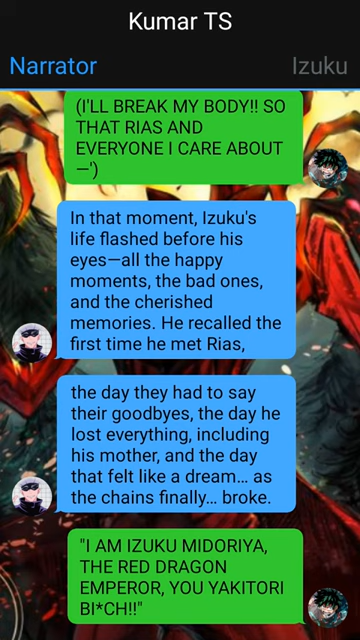 Kumar TS
Narrator
Izuku
(I'LL BREAK MY BODY!! SO
THAT RIAS AND
EVERYONE I CARE ABOUT
—')
In that moment, Izuku's
life flashed before his
eyes—all the happy
moments, the bad ones,
and the cherished
memories. He recalled the
first time he met Rias,
the day they had to say
their goodbyes, the day he
lost everything, including
his mother, and the day
that felt like a dream... as
the chains finally... broke.
"I AM IZUKU MIDORIYA,
THE RED DRAGON
EMPEROR, YOU YAKITORI
BI*CH!!"